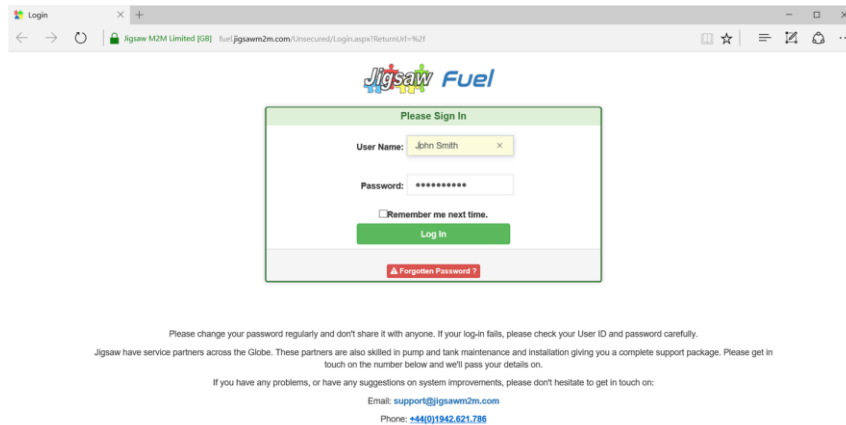 Login
Jigsaw M2M Limited [GB] fuel.jigsawm2m.com/Unsecured/Login.aspx?ReturnUrl=%2f
Jigsaw Fuel
Please Sign In
User Name: John Smith
Password: ••••••••••
Remember me next time.
Log In
Forgotten Password ?
Please change your password regularly and don't share it with anyone. If your log-in fails, please check your User ID and password carefully.
Jigsaw have service partners across the Globe. These partners are also skilled in pump and tank maintenance and installation giving you a complete support package. Please get in
touch on the number below and we'll pass your details on.
If you have any problems, or have any suggestions on system improvements, please don't hesitate to get in touch on:
Email: support@jigsawm2m.com
Phone: +44(0)1942.621.786